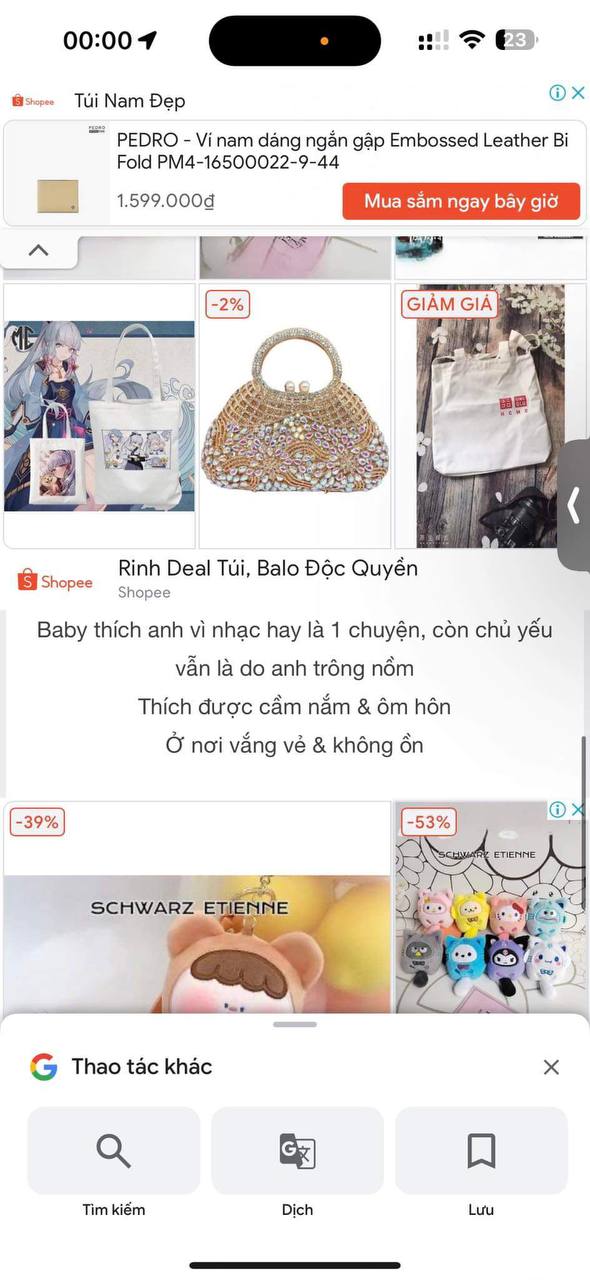 00:00
23
Shopee
Túi Nam Đẹp
PEDRO
PEDRO - Ví nam dáng ngắn gập Embossed Leather Bi
Fold PM4-16500022-9-44
1.599.000₫
Mua sắm ngay bây giờ
MC
-2%
GIẢM GIÁ
Shopee
Rinh Deal Túi, Balo Độc Quyền
Shopee
Baby thích anh vì nhạc hay là 1 chuyện, còn chủ yếu
vẫn là do anh trông nồm
Thích được cầm nắm & ôm hôn
Ở nơi vắng vẻ & không ồn
-39%
-53%
SCHWARZ ETIENNE
SCHWARZ ETIENNE
Thao tác khác
Tìm kiếm
Dịch
Lưu